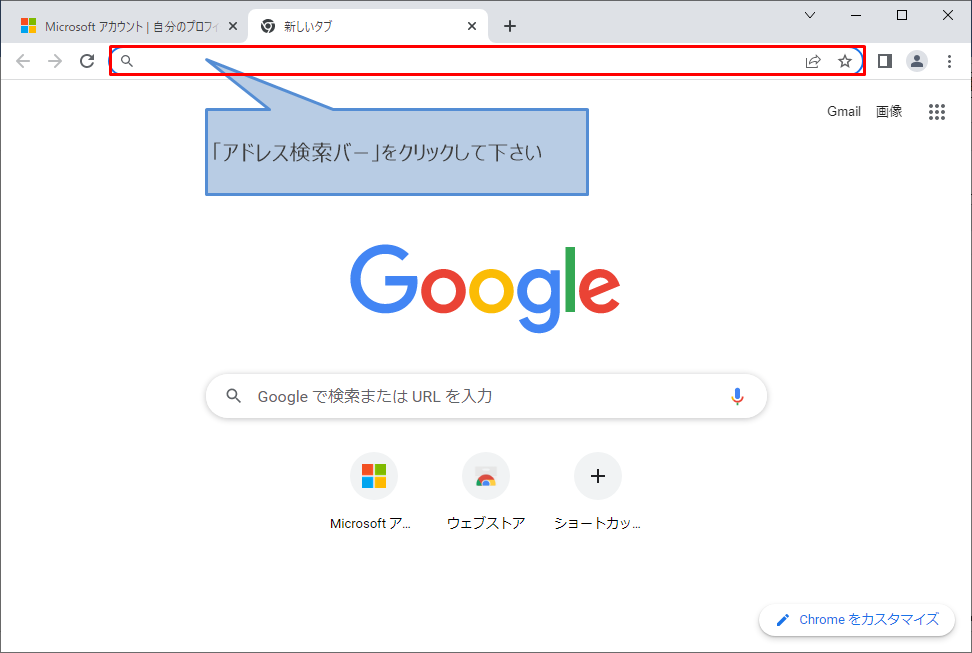 Microsoft アカウント | 自分のプロフィ
新しいタブ
「アドレス検索バー」をクリックして下さい
Gmail 画像
Google
Google で検索または URL を入力
Microsoft ア...
ウェブストア
ショートカッ...
Chrome をカスタマイズ